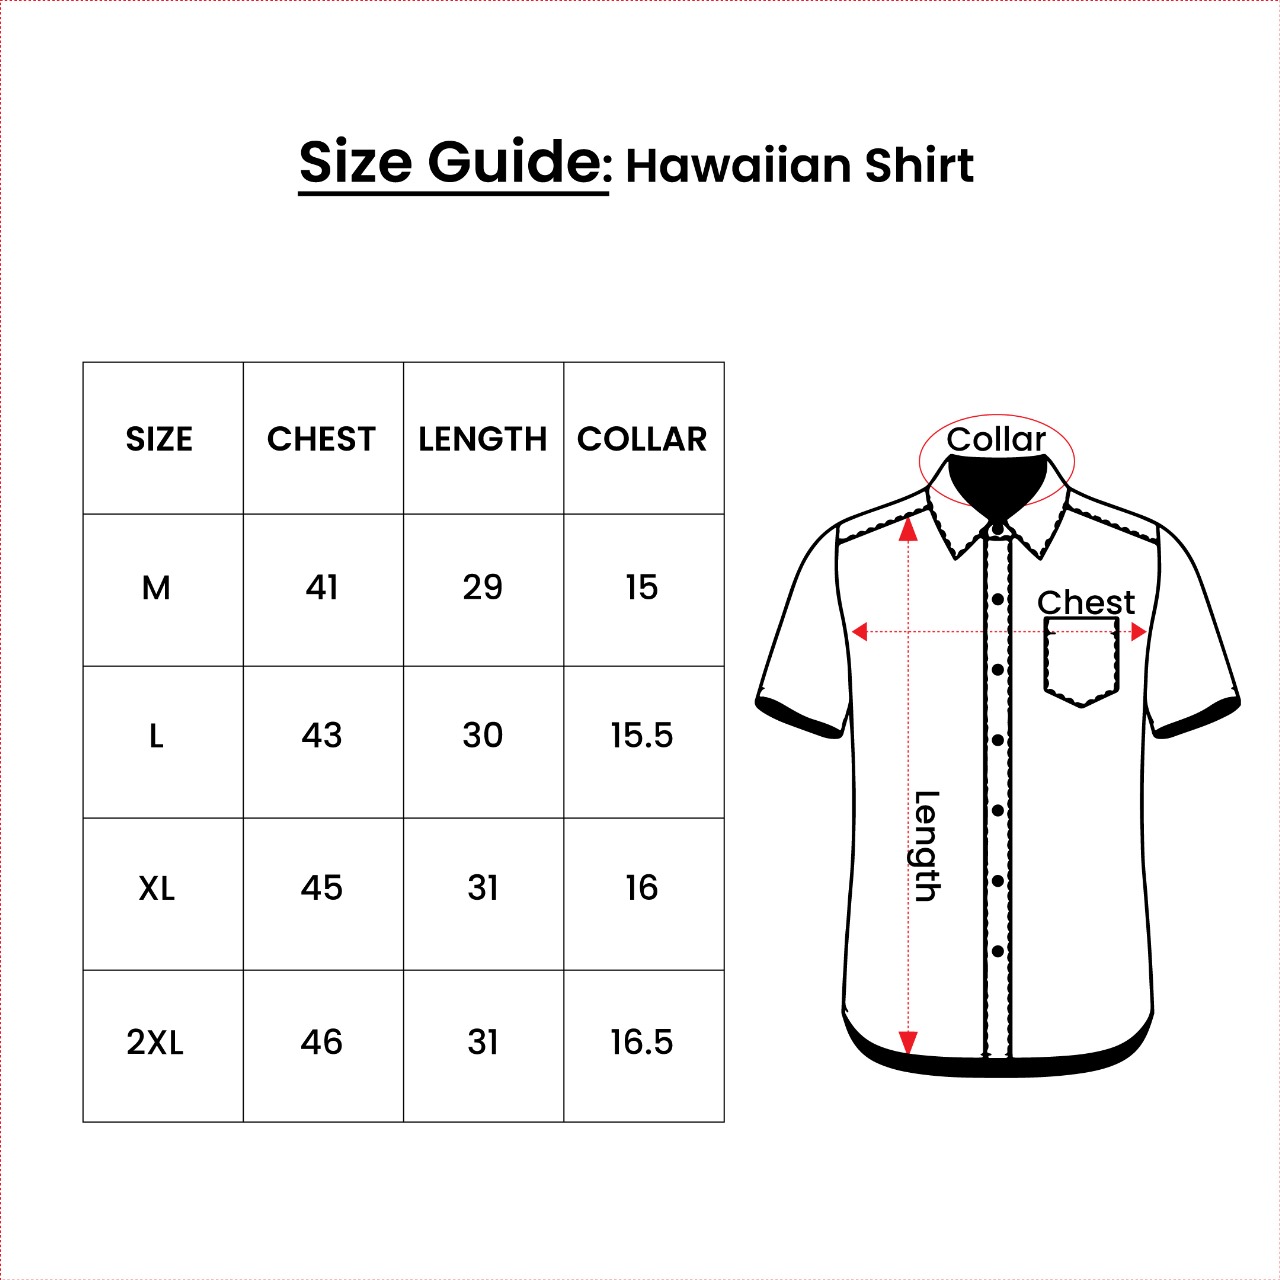 Size Guide: Hawaiian Shirt
SIZE CHEST LENGTH COLLAR
M 41 29 15
L 43 30 15.5
XL 45 31 16
2XL 46 31 16.5
Collar
Chest
Length